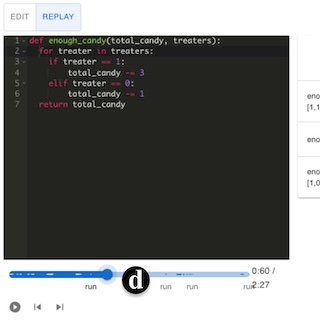 EDIT REPLAY
1 def enough_candy(total_candy, treaters):
2 for treater in treaters:
3 if treater == 1:
4 total_candy -= 3
5 elif treater == 0:
6 total_candy -= 1
7 return total_candy
eno
[1,1
eno
eno
[1,0
0:60 /
2:27
run d run run run